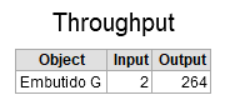 Throughput
Object Input Output
Embutido G 2 264